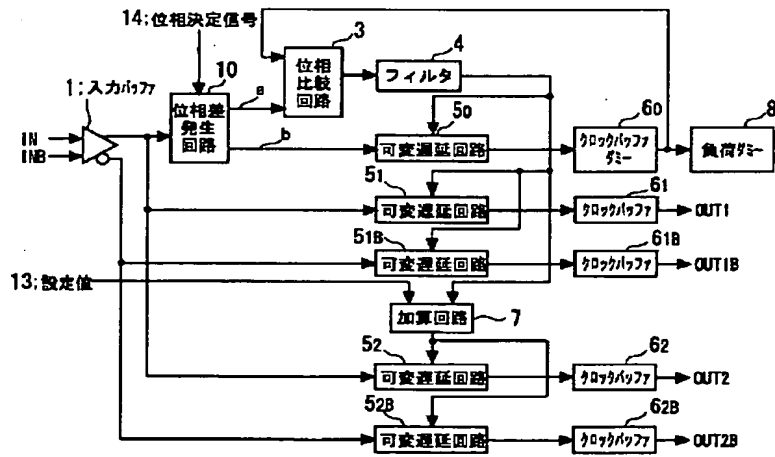 14;位相決定信号
3
4
1;入力バッファ
10
a
位相
比較
回路
フィルタ
6o
8
IN
INB
位相差
発生
回路
b
5o
可変遅延回路
クロックバッファ
ダミー
負荷ダミー
51
可変遅延回路
61
クロックバッファ
OUT1
51B
可変遅延回路
61B
クロックバッファ
OUT1B
13;設定値
加算回路
7
52
可変遅延回路
62
クロックバッファ
OUT2
52B
可変遅延回路
62B
クロックバッファ
OUT2B